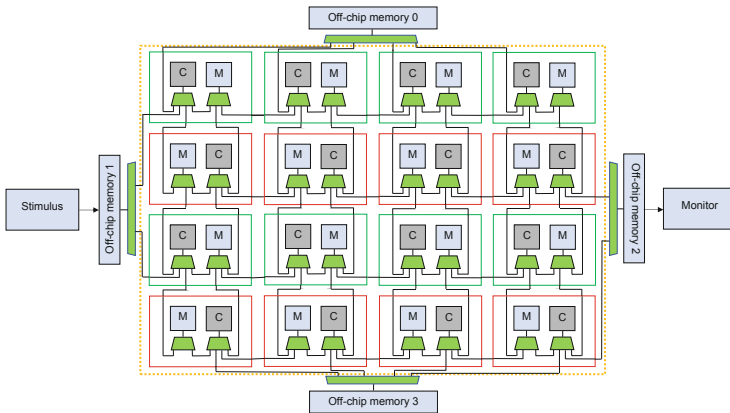 Off-chip memory 0
C M C M C M C M
M C M C M C M C
Stimulus
Off-chip memory 1
Off-chip memory 2
Monitor
C M C M C M C M
M C M C M C M C
Off-chip memory 3